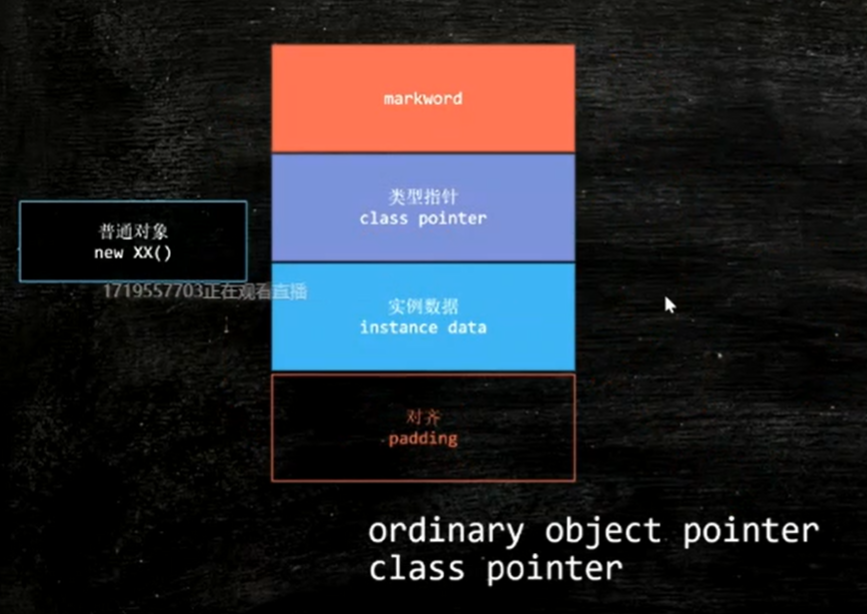 markword
类型指针
class pointer
普通对象
new XX()
1719557703正在观看直播
实例数据
instance data
对齐
padding
ordinary object pointer
class pointer